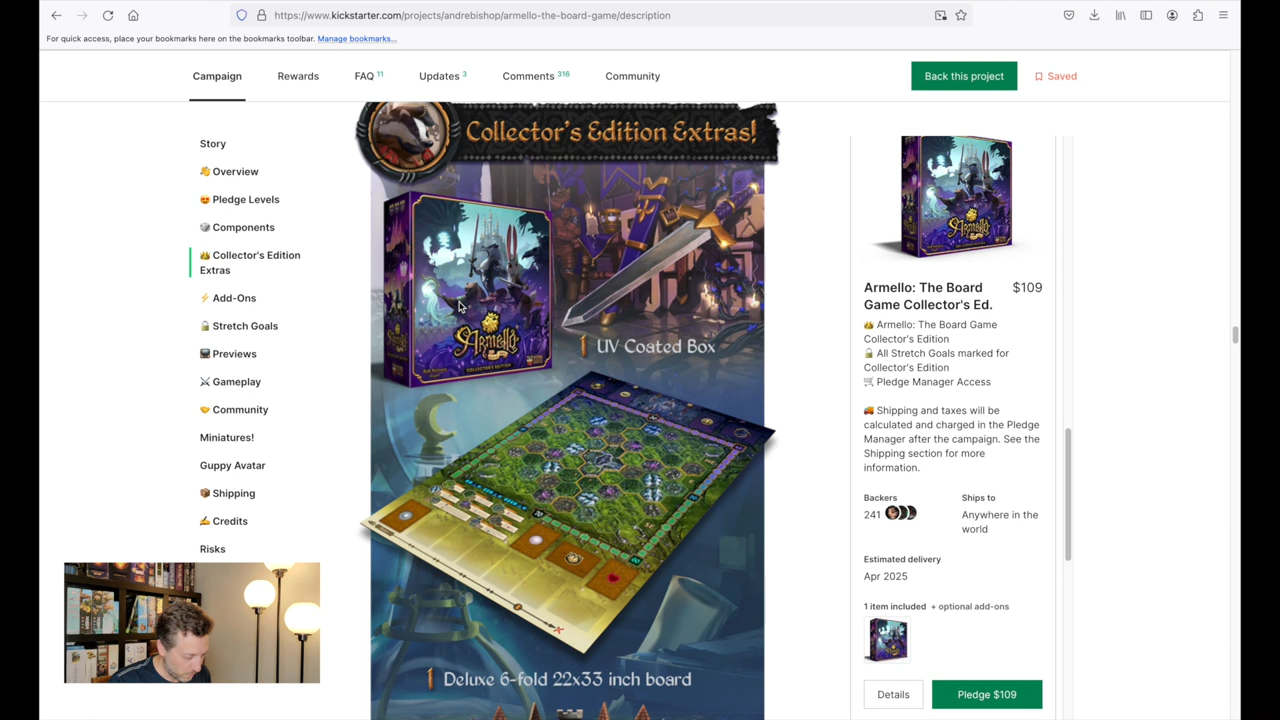 https://www.kickstarter.com/projects/andrebishop/armello-the-board-game/description
For quick access, place your bookmarks here on the bookmarks toolbar. Manage bookmarks...
Campaign
Rewards
FAQ 11
Updates 3
Comments 316
Community
Back this project
Saved
Story
👋 Overview
😍 Pledge Levels
🎲 Components
👑 Collector's Edition
Extras
⚡ Add-Ons
🔒 Stretch Goals
🖥️ Previews
⚔️ Gameplay
🤝 Community
Miniatures!
Guppy Avatar
📦 Shipping
✍️ Credits
Risks
Collector's Edition Extras!
Armello
COLLECTOR'S EDITION
1 UV Coated Box
1 Deluxe 6-fold 22x33 inch board
Armello
Armello: The Board
Game Collector's Ed.
$109
👑 Armello: The Board Game
Collector's Edition
🔒 All Stretch Goals marked for
Collector's Edition
🛒 Pledge Manager Access
🚚 Shipping and taxes will be
calculated and charged in the Pledge
Manager after the campaign. See the
Shipping section for more
information.
Backers
241
Ships to
Anywhere in the
world
Estimated delivery
Apr 2025
1 item included + optional add-ons
Details
Pledge $109